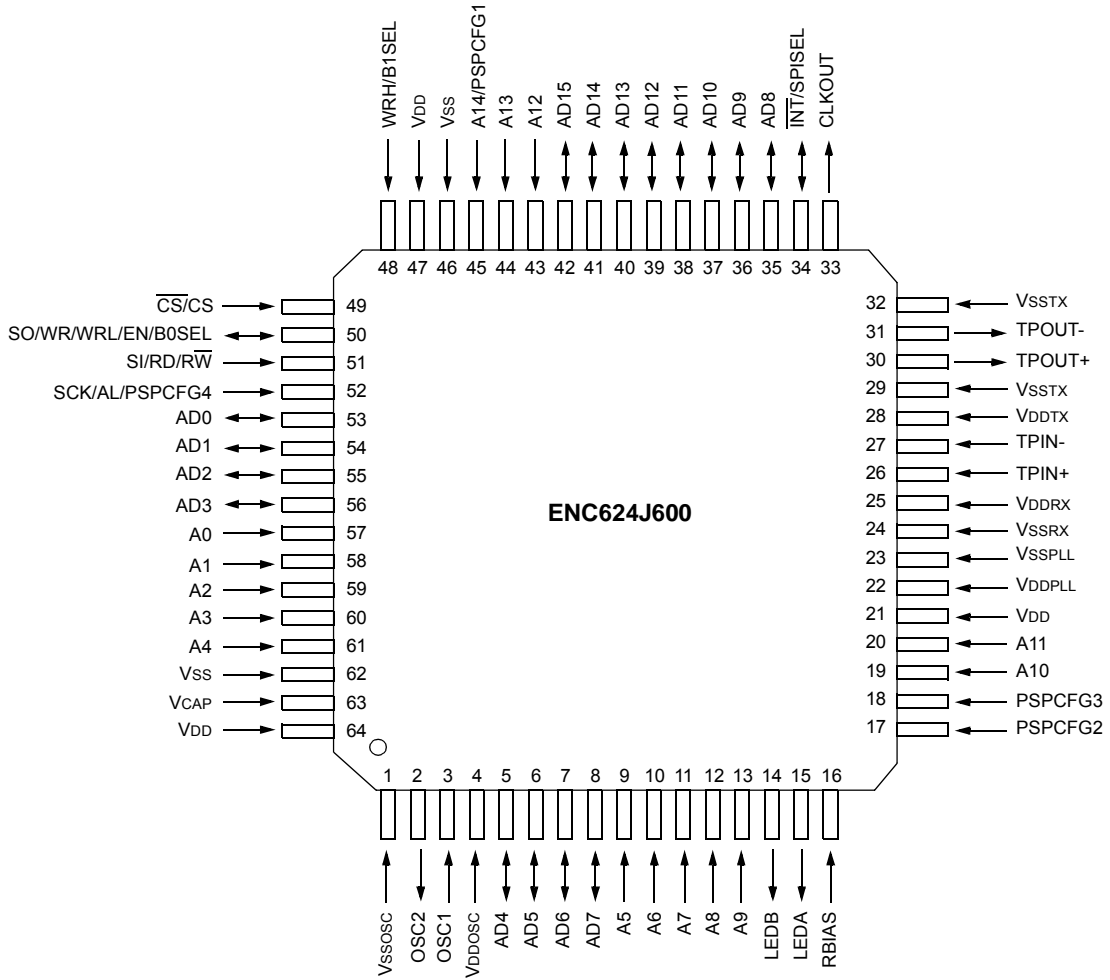 WRH/B1SEL
VDD
VSS
A14/PSPCFG1
A13
A12
AD15
AD14
AD13
AD12
AD11
AD10
AD9
AD8
I̅N̅T̅/SPISEL
CLKOUT
48 47 46 45 44 43 42 41 40 39 38 37 36 35 34 33
C̅S̅/CS 49
SO/WR/WRL/EN/B0SEL 50
SI/RD/RW̅ 51
SCK/AL/PSPCFG4 52
AD0 53
AD1 54
AD2 55
AD3 56
A0 57
A1 58
A2 59
A3 60
A4 61
VSS 62
VCAP 63
VDD 64
ENC624J600
32 VSSTX
31 TPOUT-
30 TPOUT+
29 VSSTX
28 VDDTX
27 TPIN-
26 TPIN+
25 VDDRX
24 VSSRX
23 VSSPLL
22 VDDPLL
21 VDD
20 A11
19 A10
18 PSPCFG3
17 PSPCFG2
1 2 3 4 5 6 7 8 9 10 11 12 13 14 15 16
VSSOSC
OSC2
OSC1
VDDOSC
AD4
AD5
AD6
AD7
A5
A6
A7
A8
A9
LEDB
LEDA
RBIAS